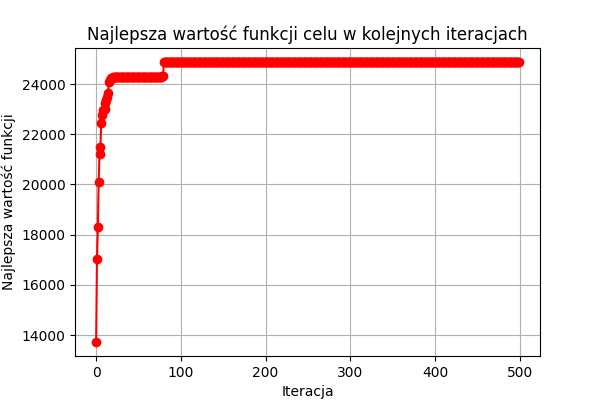 Najlepsza wartość funkcji celu w kolejnych iteracjach
Najlepsza wartość funkcji
24000
22000
20000
18000
16000
14000
0 100 200 300 400 500
Iteracja